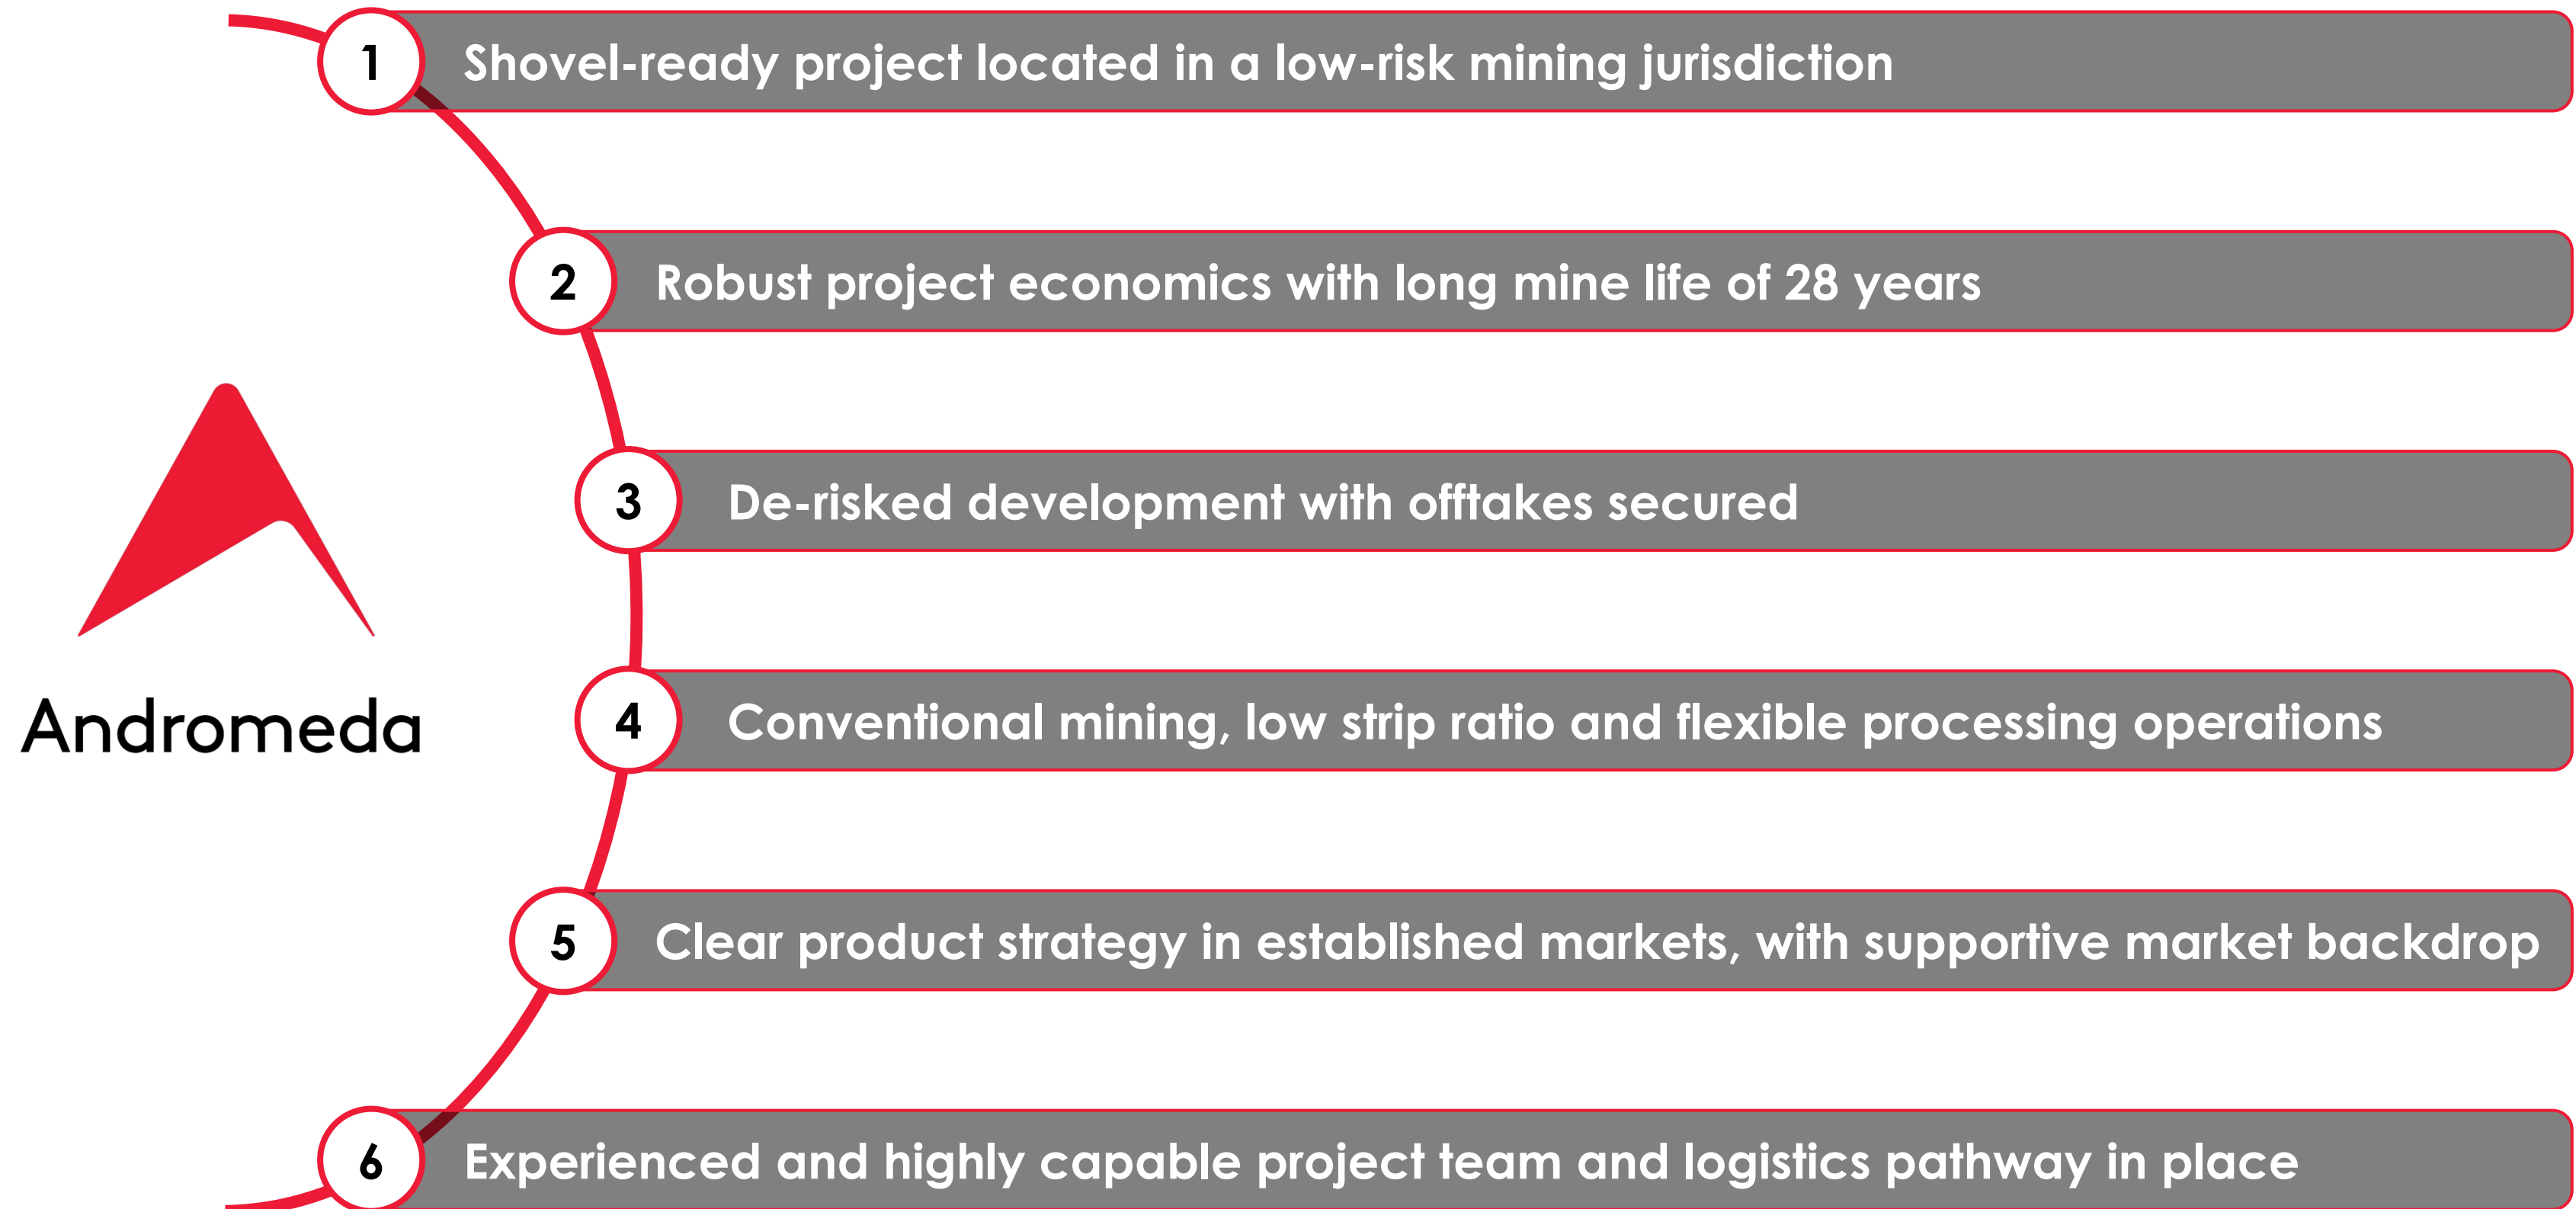 1
Shovel-ready project located in a low-risk mining jurisdiction
2
Robust project economics with long mine life of 28 years
3
De-risked development with offtakes secured
4
Conventional mining, low strip ratio and flexible processing operations
Andromeda
5
Clear product strategy in established markets, with supportive market backdrop
6
Experienced and highly capable project team and logistics pathway in place